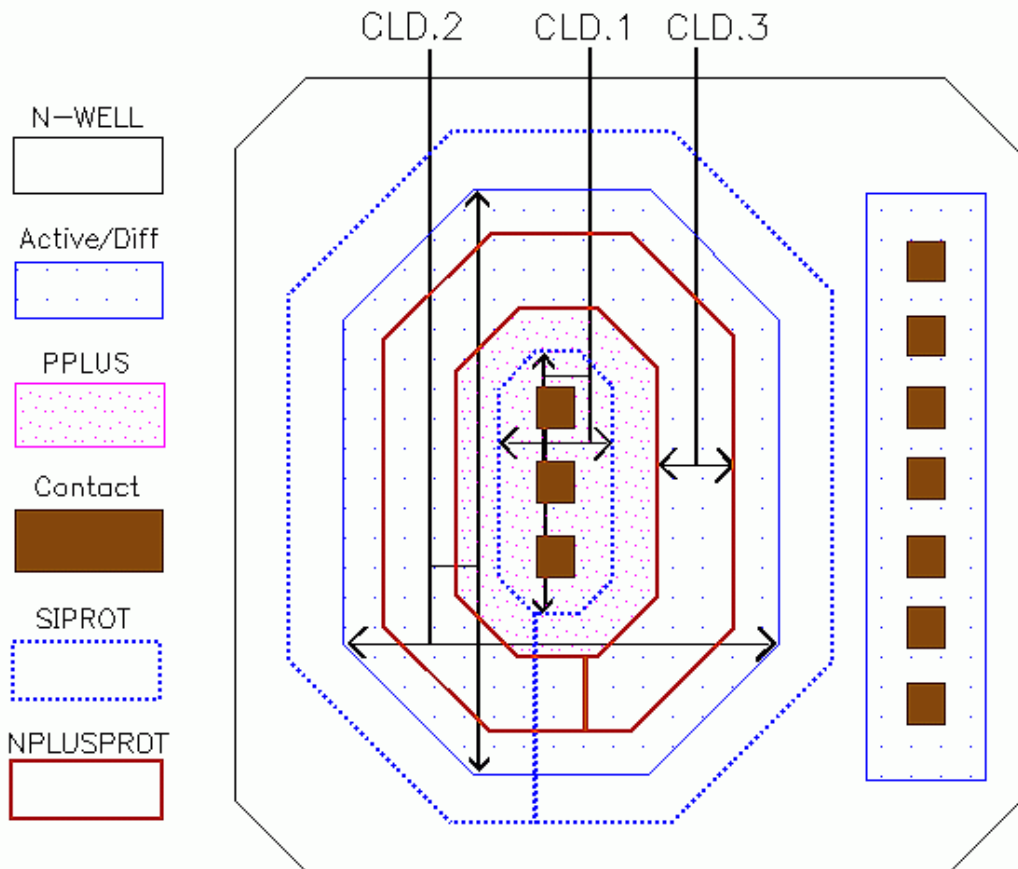 CLD.2 CLD.1 CLD.3
N-WELL
Active/Diff
PPLUS
Contact
SIPROT
NPLUSPROT